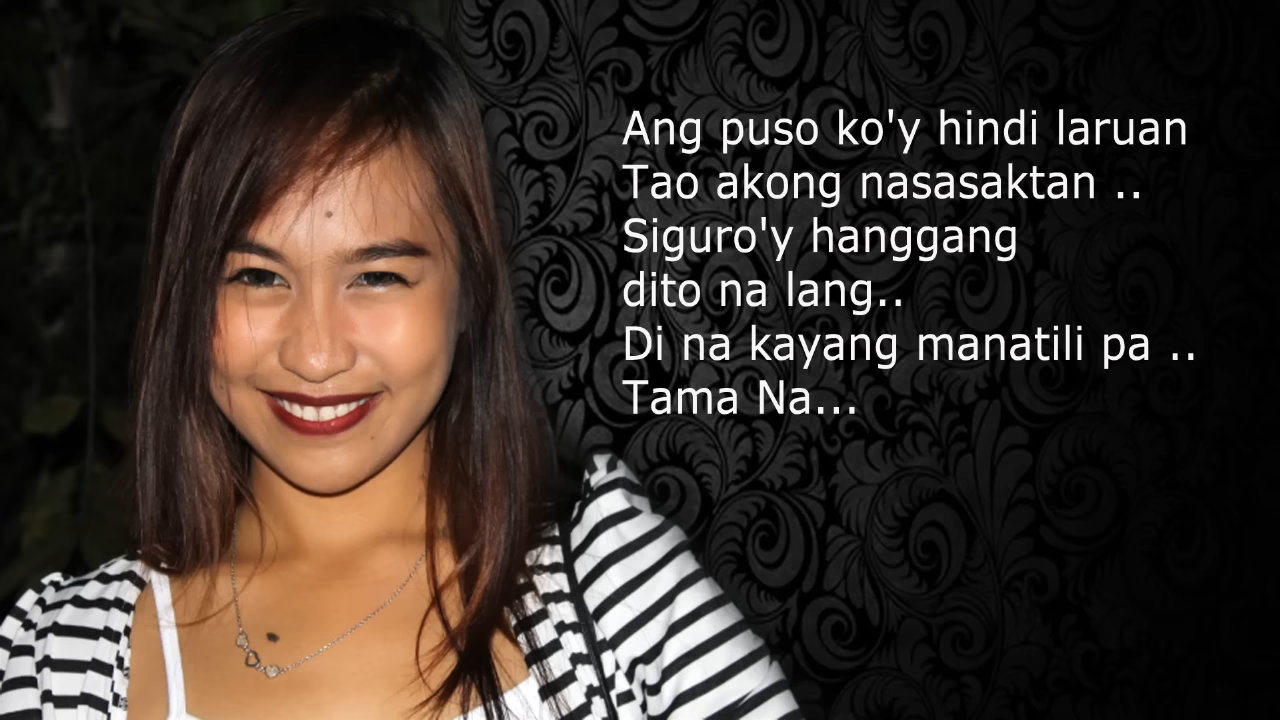 Ang puso ko'y hindi laruan
Tao akong nasasaktan ..
Siguro'y hanggang
dito na lang..
Di na kayang manatili pa ..
Tama Na...